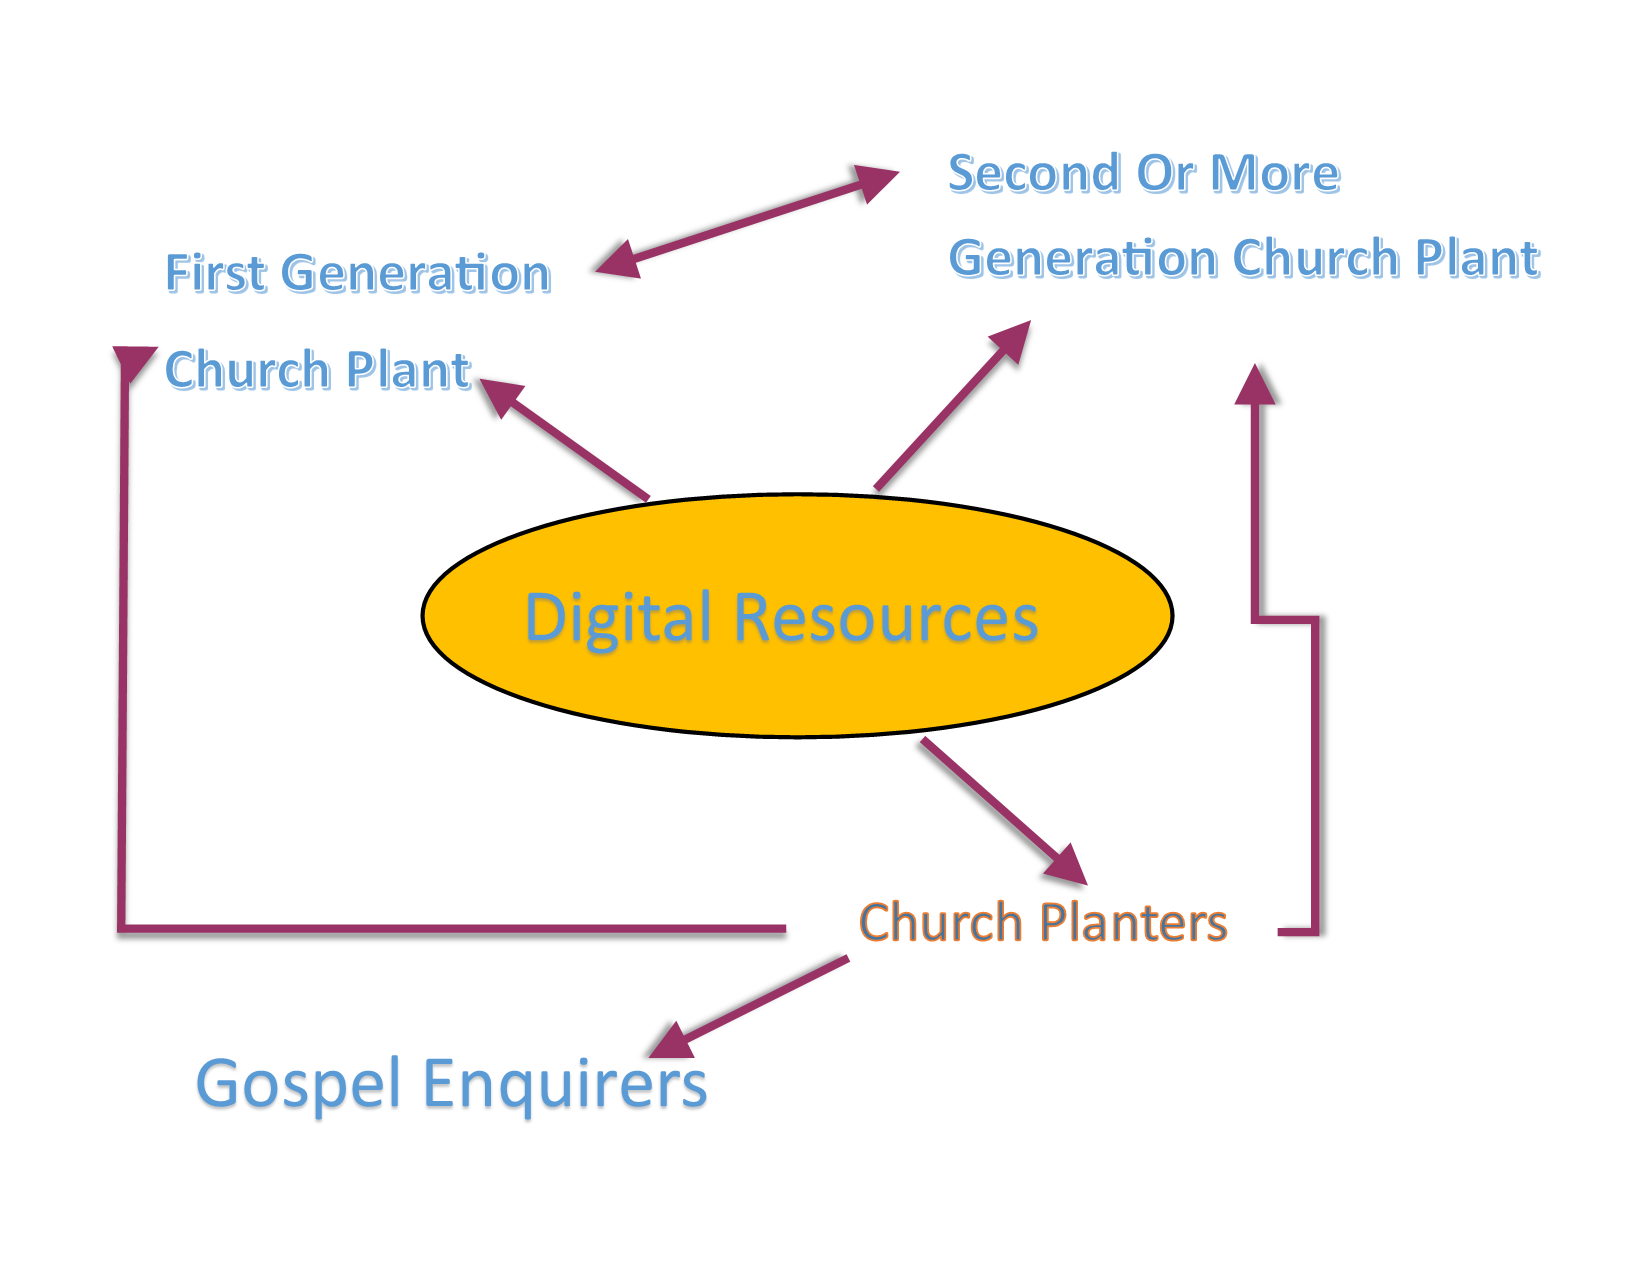 Second Or More
Generation Church Plant
First Generation
Church Plant
Digital Resources
Church Planters
Gospel Enquirers